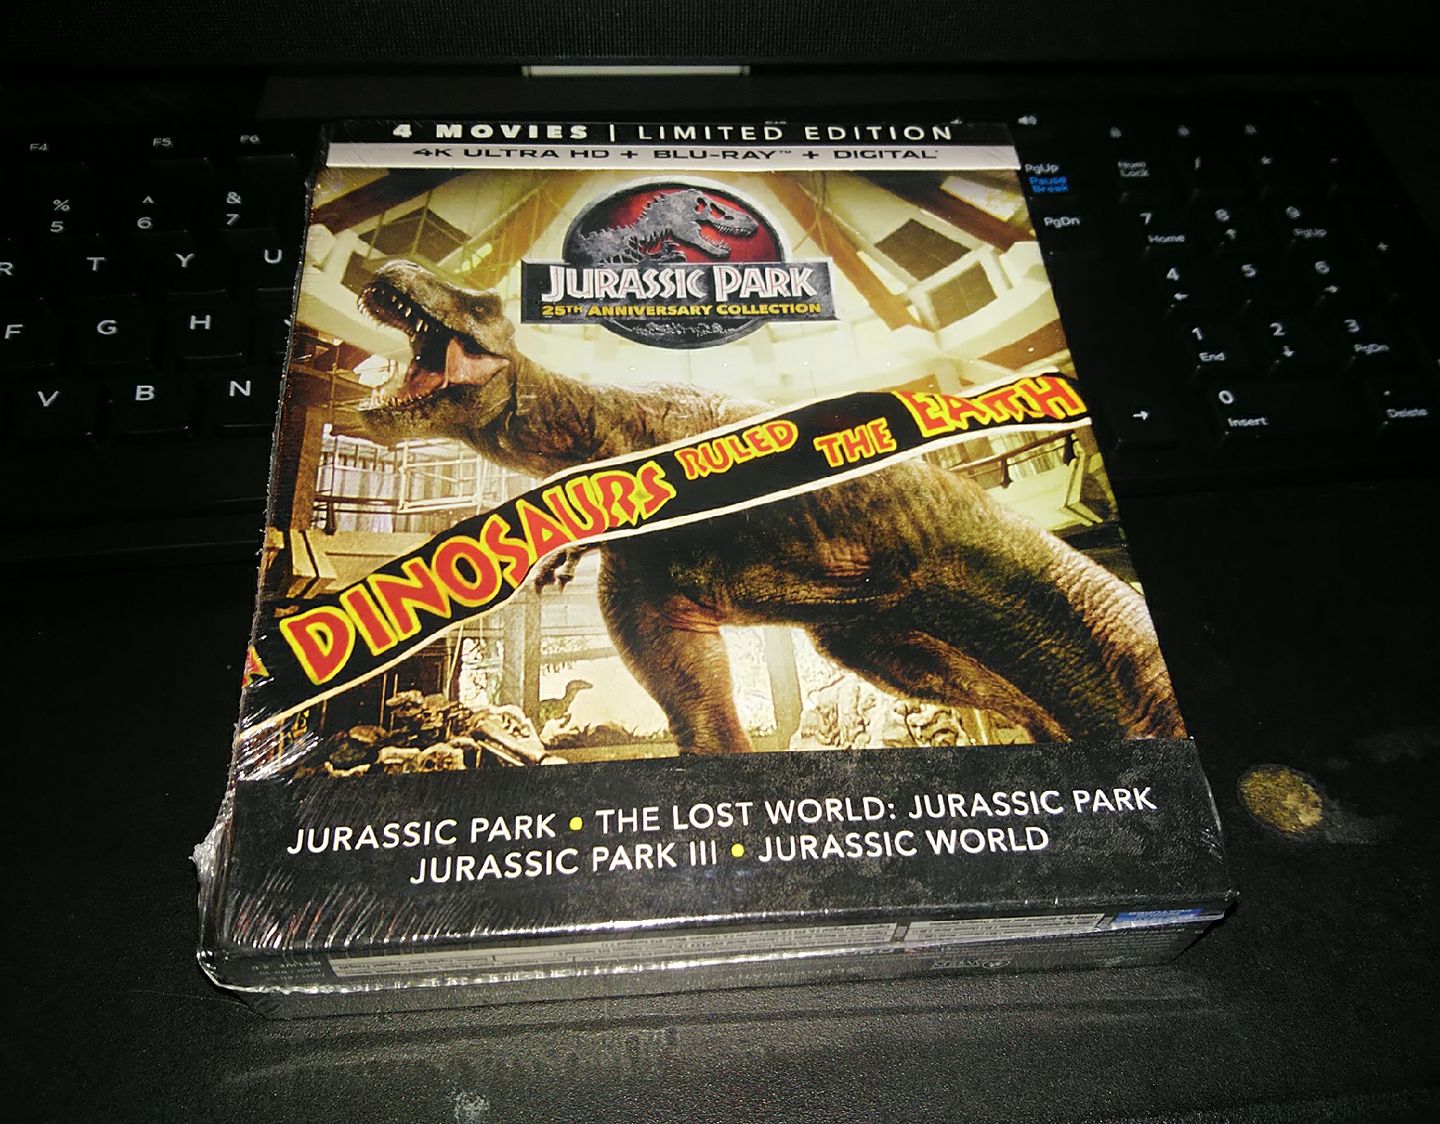 4 MOVIES | LIMITED EDITION
4K ULTRA HD + BLU-RAY™ + DIGITAL
JURASSIC PARK
25TH ANNIVERSARY COLLECTION
DINOSAURS RULED THE EARTH
JURASSIC PARK • THE LOST WORLD: JURASSIC PARK
JURASSIC PARK III • JURASSIC WORLD
F4 F5 F6
% ^ &
5 6 7
R T Y U
F G H
V B N
PgUp
Pause
Break
PgDn
Num
Lock
/ * -
7 8 9
Home ↑ PgUp
+
4 5 6
← →
1 2 3
End ↓ PgDn
0 .
→ Insert Delete